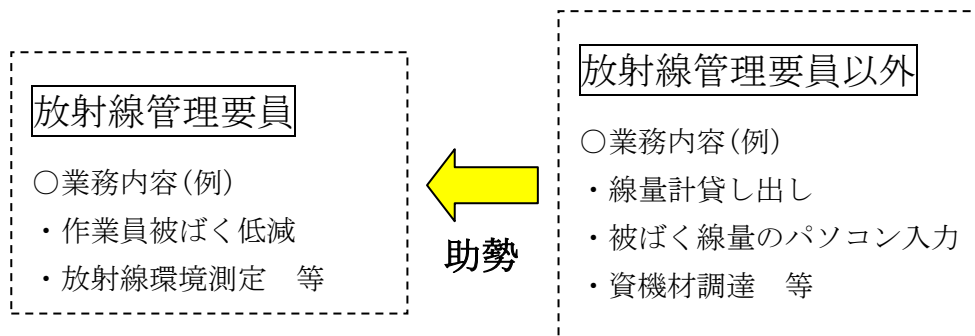 放射線管理要員
○業務内容(例)
・作業員被ばく低減
・放射線環境測定　等
助勢
放射線管理要員以外
○業務内容(例)
・線量計貸し出し
・被ばく線量のパソコン入力
・資機材調達　等